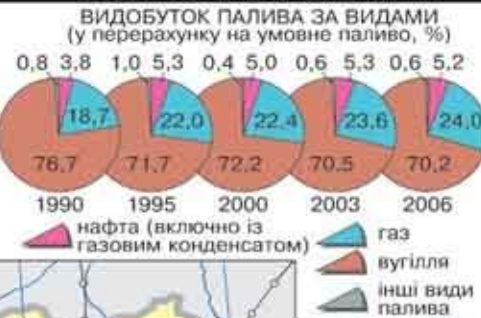 ВИДОБУТОК ПАЛИВА ЗА ВИДАМИ
(у перерахунку на умовне паливо, %)
0,8 3,8 1,0 5,3 0,4 5,0 0,6 5,3 0,6 5,2
18,7 22,0 22,4 23,6 24,0
76,7 71,7 72,2 70,5 70,2
1990 1995 2000 2003 2006
нафта (включно із
газовим конденсатом)
газ
вугілля
інші види
палива